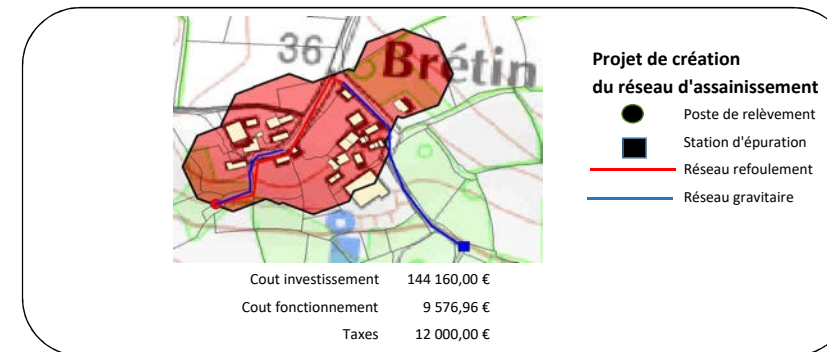 36
Brétin
Projet de création
du réseau d'assainissement
Poste de relèvement
Station d'épuration
Réseau refoulement
Réseau gravitaire
Cout investissement 144 160,00 €
Cout fonctionnement 9 576,96 €
Taxes 12 000,00 €